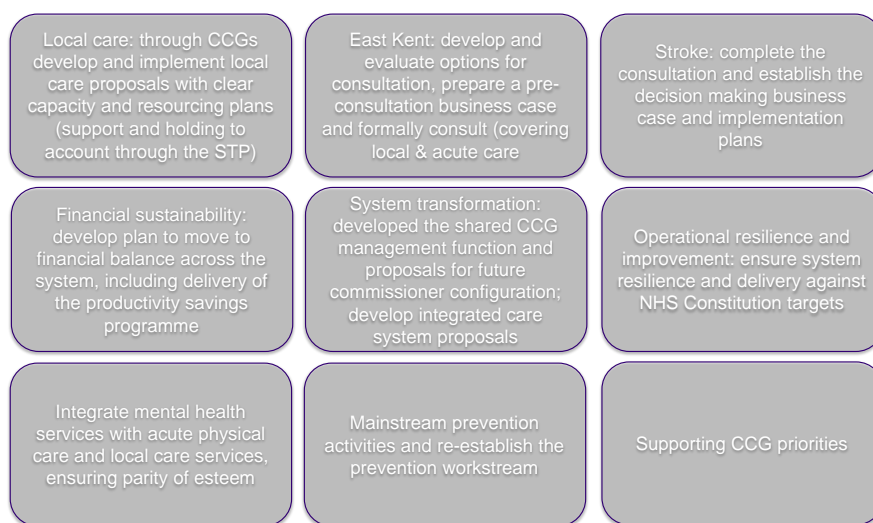 Local care: through CCGs
develop and implement local
care proposals with clear
capacity and resourcing plans
(support and holding to
account through the STP)
East Kent: develop and
evaluate options for
consultation, prepare a pre-
consultation business case
and formally consult (covering
local & acute care
Stroke: complete the
consultation and establish the
decision making business
case and implementation
plans
Financial sustainability:
develop plan to move to
financial balance across the
system, including delivery of
the productivity savings
programme
System transformation:
developed the shared CCG
management function and
proposals for future
commissioner configuration;
develop integrated care
system proposals
Operational resilience and
improvement: ensure system
resilience and delivery against
NHS Constitution targets
Integrate mental health
services with acute physical
care and local care services,
ensuring parity of esteem
Mainstream prevention
activities and re-establish the
prevention workstream
Supporting CCG priorities